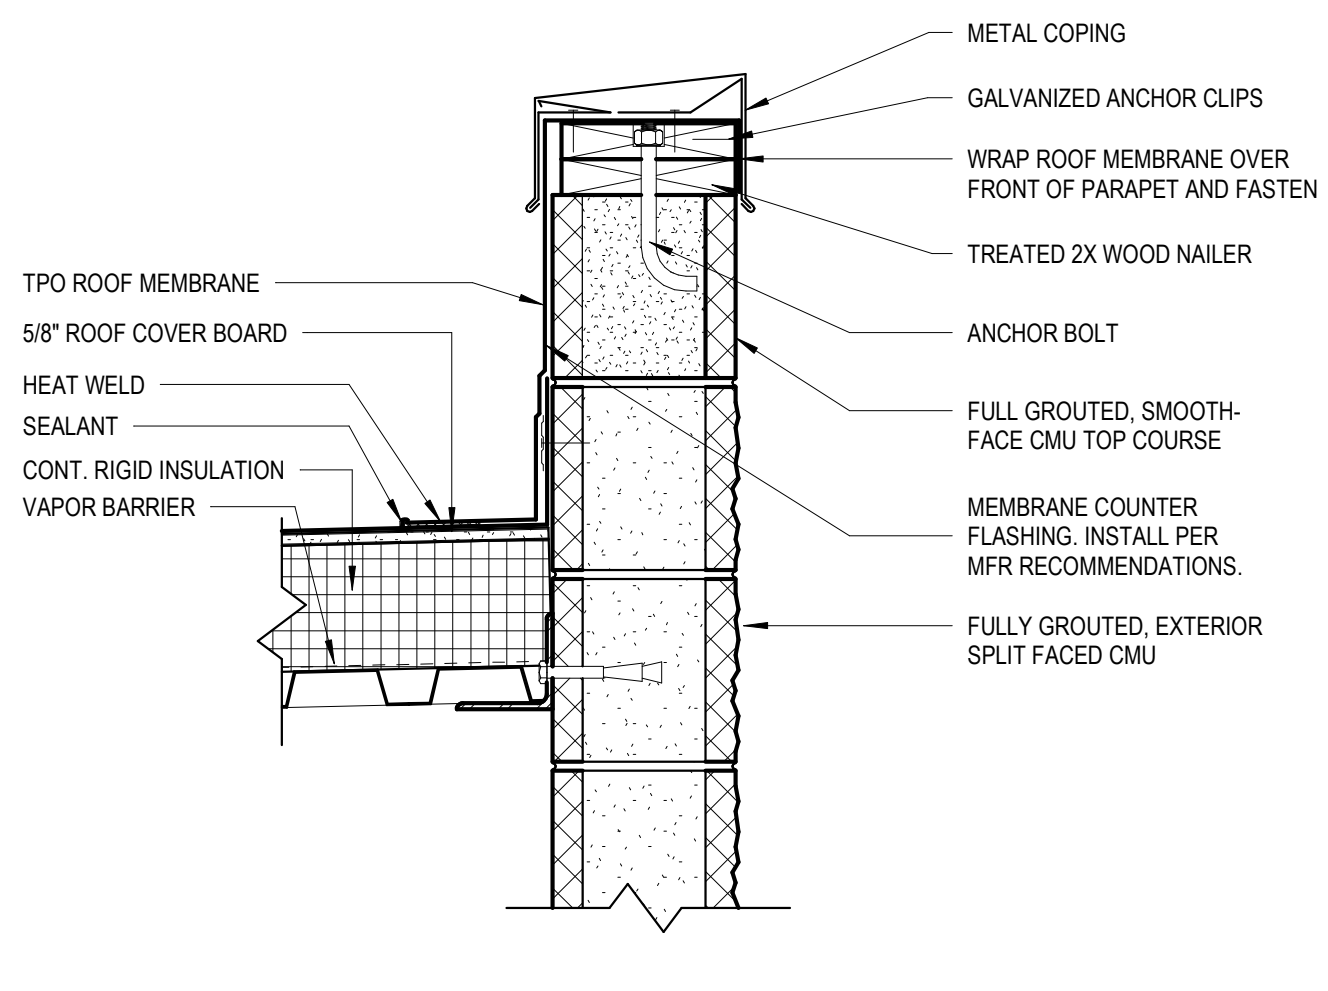 METAL COPING
GALVANIZED ANCHOR CLIPS
WRAP ROOF MEMBRANE OVER
FRONT OF PARAPET AND FASTEN
TREATED 2X WOOD NAILER
TPO ROOF MEMBRANE
5/8" ROOF COVER BOARD
ANCHOR BOLT
HEAT WELD
SEALANT
FULL GROUTED, SMOOTH-
FACE CMU TOP COURSE
CONT. RIGID INSULATION
VAPOR BARRIER
MEMBRANE COUNTER
FLASHING. INSTALL PER
MFR RECOMMENDATIONS.
FULLY GROUTED, EXTERIOR
SPLIT FACED CMU